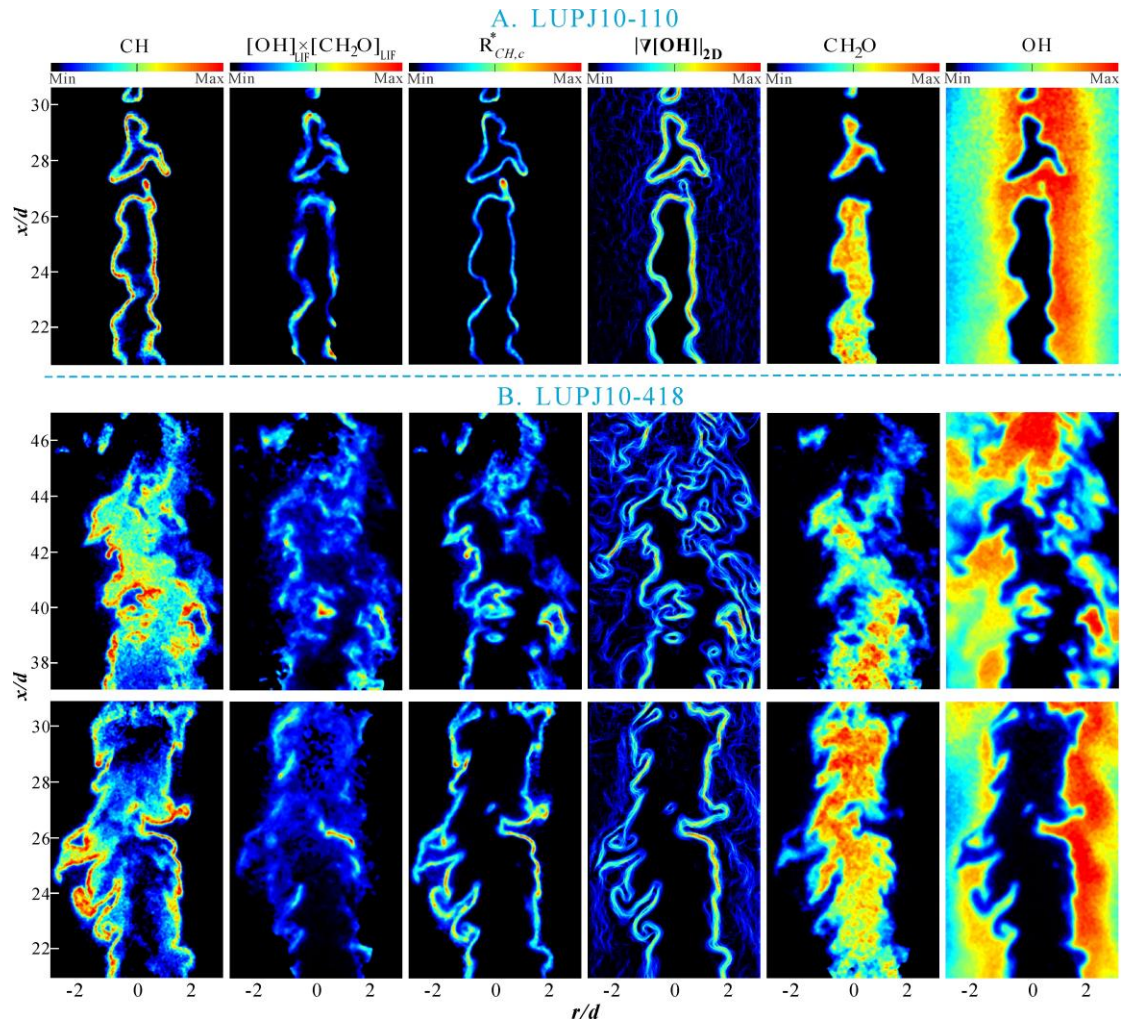 A. LUPJ10-110
CH [OH]LIF×[CH₂O]LIF R*CH,c |∇[OH]|2D CH₂O OH
Min Max Min Max Min Max Min Max Min Max Min Max
30
28
26
24
22
x/d
B. LUPJ10-418
46
44
42
40
38
x/d
30
28
26
24
22
-2 0 2 -2 0 2 -2 0 2 -2 0 2 -2 0 2 -2 0 2
r/d